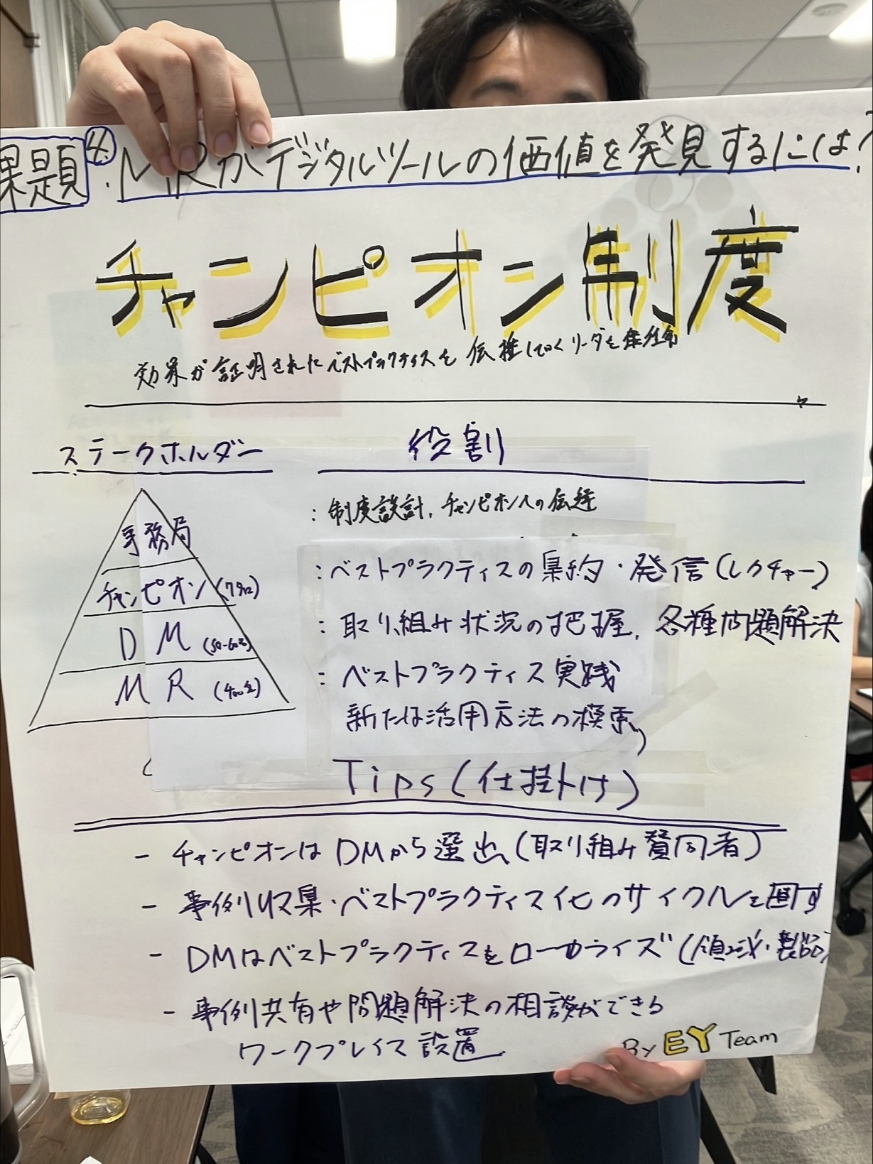 課題 4. MRがデジタルツールの価値を発見するには?
チャンピオン制度
効果が証明されたベストプラクティスを伝播していくリーダを任命
ステークホルダー 役割
事務局 : 制度設計, チャンピオンへの伝達
チャンピオン(7名) : ベストプラクティスの集約・発信(レクチャー)
DM (50-60名) : 取り組み状況の把握, 各種問題解決
MR (400名) : ベストプラクティス実践
新たな活用方法の模索
Tips(仕掛け)
- チャンピオンは DMから選出(取り組み賛同者)
- 事例収集・ベストプラクティス化のサイクルを回す
- DMはベストプラクティスをローカライズ(領域・製品)
- 事例共有や問題解決の相談ができる
ワークプレイス設置
By EY Team